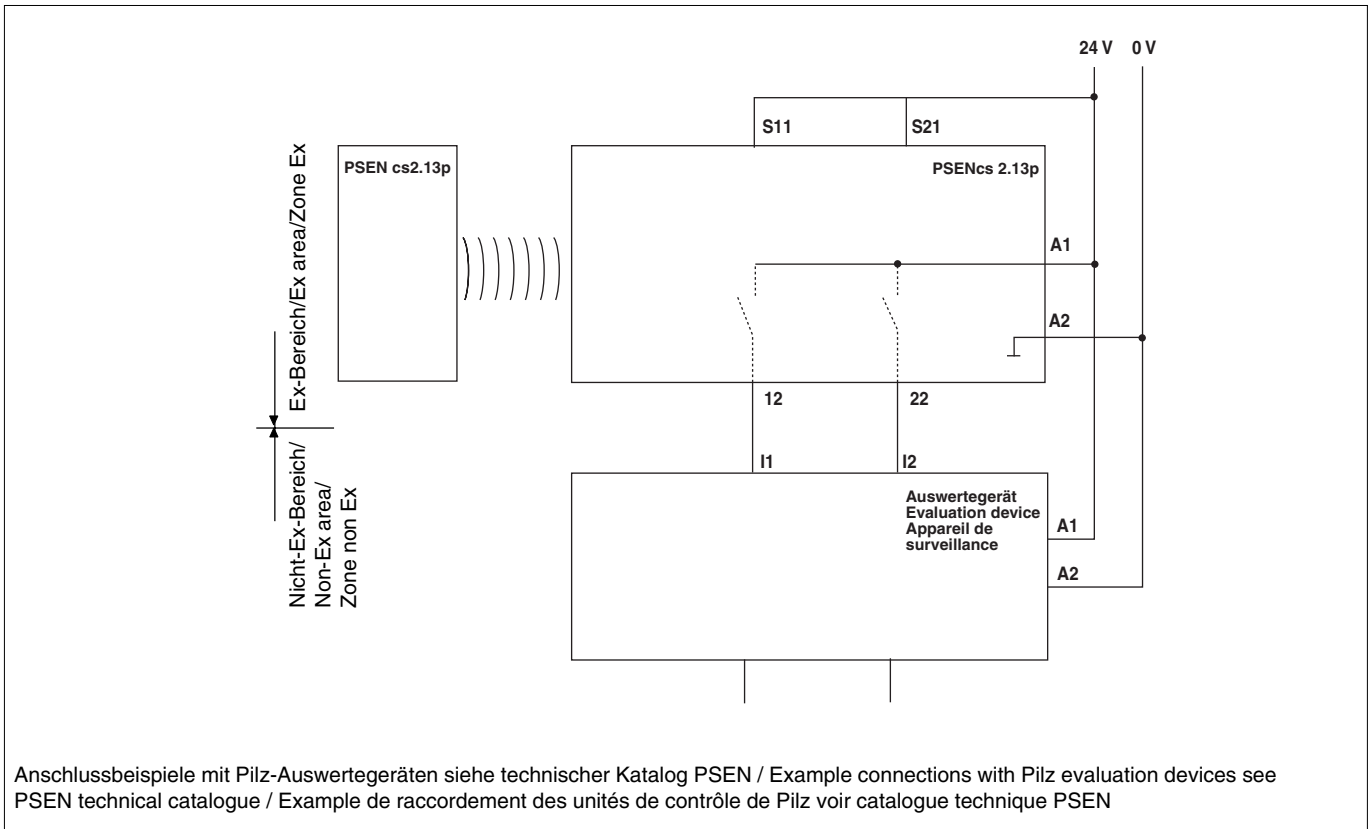 24 V 0 V
S11 S21
PSEN cs2.13p
PSENcs 2.13p
A1
A2
Ex-Bereich/Ex area/Zone Ex
Nicht-Ex-Bereich/
Non-Ex area/
Zone non Ex
12 22
I1 I2
Auswertegerät
Evaluation device
Appareil de
surveillance
A1
A2
Anschlussbeispiele mit Pilz-Auswertegeräten siehe technischer Katalog PSEN / Example connections with Pilz evaluation devices see
PSEN technical catalogue / Example de raccordement des unités de contrôle de Pilz voir catalogue technique PSEN